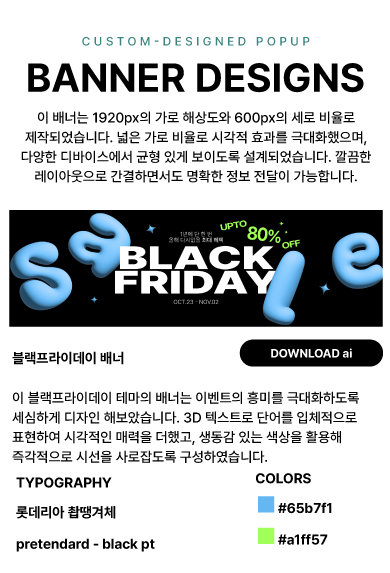 CUSTOM-DESIGNED POPUP
BANNER DESIGNS
이 배너는 1920px의 가로 해상도와 600px의 세로 비율로
제작되었습니다. 넓은 가로 비율로 시각적 효과를 극대화했으며,
다양한 디바이스에서 균형 있게 보이도록 설계되었습니다. 깔끔한
레이아웃으로 간결하면서도 명확한 정보 전달이 가능합니다.
1년에 단 한 번
올해 다시없을 최대 혜택
UPTO
80%
OFF
BLACK
FRIDAY
OCT.23 - NOV.02
s a l e
블랙프라이데이 배너
DOWNLOAD ai
이 블랙프라이데이 테마의 배너는 이벤트의 흥미를 극대화하도록
세심하게 디자인 해보았습니다. 3D 텍스트로 단어를 입체적으로
표현하여 시각적인 매력을 더했고, 생동감 있는 색상을 활용해
즉각적으로 시선을 사로잡도록 구성하였습니다.
TYPOGRAPHY
롯데리아 촵땡겨체
pretendard - black pt
COLORS
#65b7f1
#a1ff57